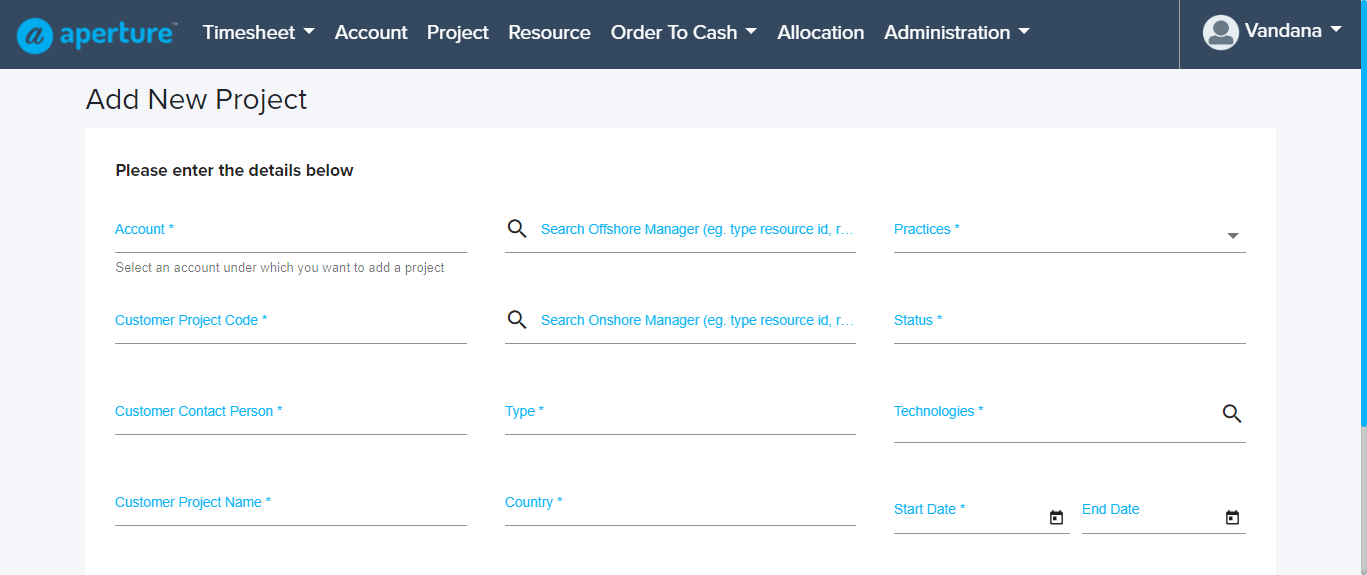 aperture™ Timesheet Account Project Resource Order To Cash Allocation Administration Vandana
Add New Project
Please enter the details below
Account * Search Offshore Manager (eg. type resource id, r... Practices *
Select an account under which you want to add a project
Customer Project Code * Search Onshore Manager (eg. type resource id, r... Status *
Customer Contact Person * Type * Technologies *
Customer Project Name * Country * Start Date * End Date